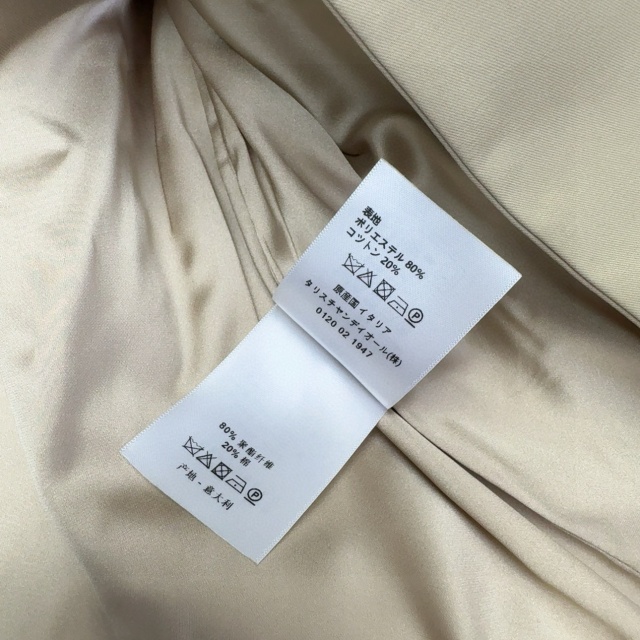 表地
ポリエステル 80%
コットン 20%
原産国 イタリア
タリスチャンディオール(株)
0120 02 1947
80% 聚酯纤维
20% 棉
产地 - 意大利